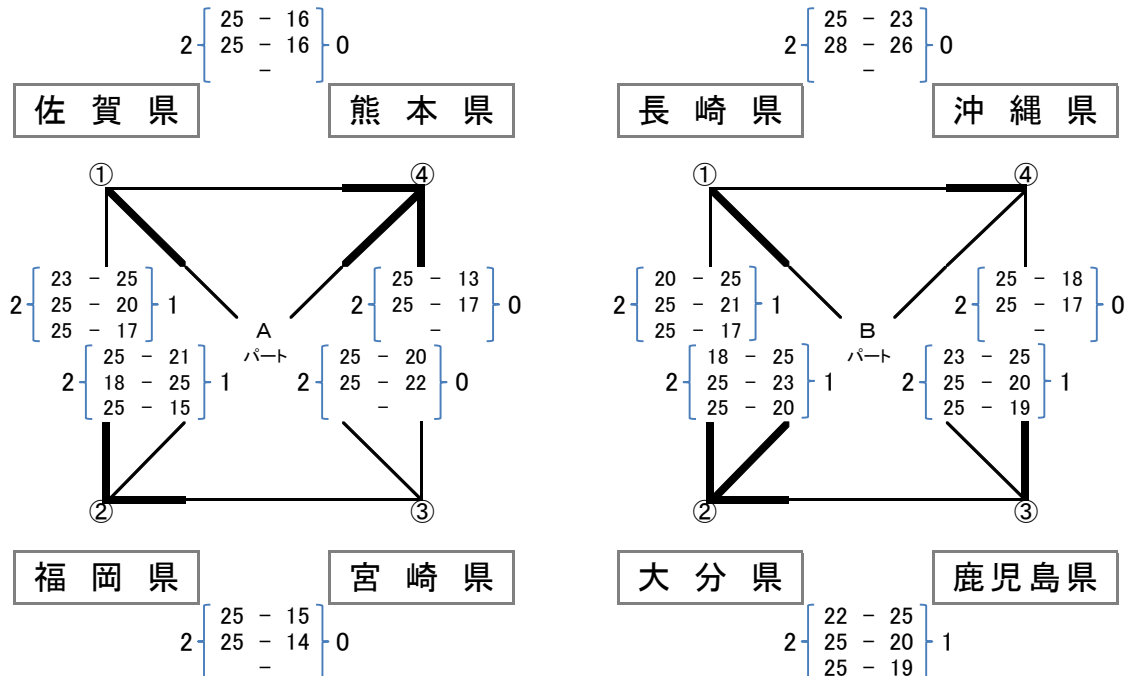 25 － 16
2 25 － 16 0
－
佐 賀 県
熊 本 県
① ④
23 － 25
2 25 － 20 1
25 － 17
25 － 13
2 25 － 17 0
－
A
パート
25 － 21
2 18 － 25 1
25 － 15
25 － 20
2 25 － 22 0
－
② ③
福 岡 県
宮 崎 県
25 － 15
2 25 － 14 0
－
25 － 23
2 28 － 26 0
－
長 崎 県
沖 縄 県
① ④
20 － 25
2 25 － 21 1
25 － 17
25 － 18
2 25 － 17 0
－
B
パート
18 － 25
2 25 － 23 1
25 － 20
23 － 25
2 25 － 20 1
25 － 19
② ③
大 分 県
鹿児島県
22 － 25
2 25 － 20 1
25 － 19